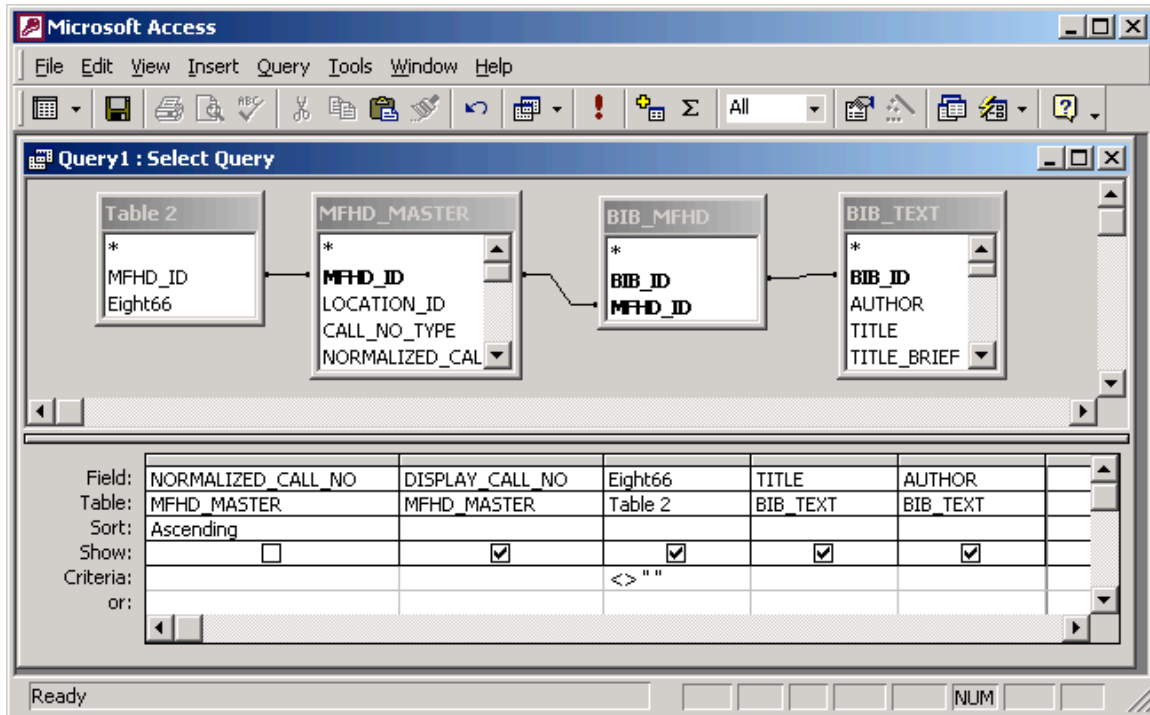 Microsoft Access
File Edit View Insert Query Tools Window Help
ABC Σ All
Query1 : Select Query
Table 2 MFHD_MASTER BIB_MFHD BIB_TEXT
* * * *
MFHD_ID MFHD_ID BIB_ID BIB_ID
Eight66 LOCATION_ID MFHD_ID AUTHOR
CALL_NO_TYPE TITLE
NORMALIZED_CAL TITLE_BRIEF
Field: NORMALIZED_CALL_NO DISPLAY_CALL_NO Eight66 TITLE AUTHOR
Table: MFHD_MASTER MFHD_MASTER Table 2 BIB_TEXT BIB_TEXT
Sort: Ascending
Show:
Criteria: <> " "
or:
Ready NUM